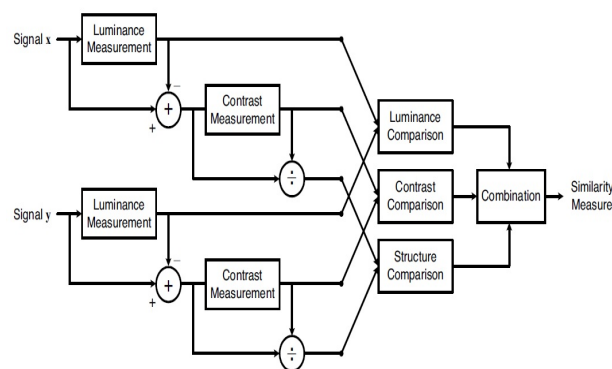 Signal x
Luminance
Measurement
−
+
+
Contrast
Measurement
÷
Luminance
Comparison
Signal y
Luminance
Measurement
Contrast
Comparison
Combination
Similarity
Measure
−
+
+
Contrast
Measurement
Structure
Comparison
÷